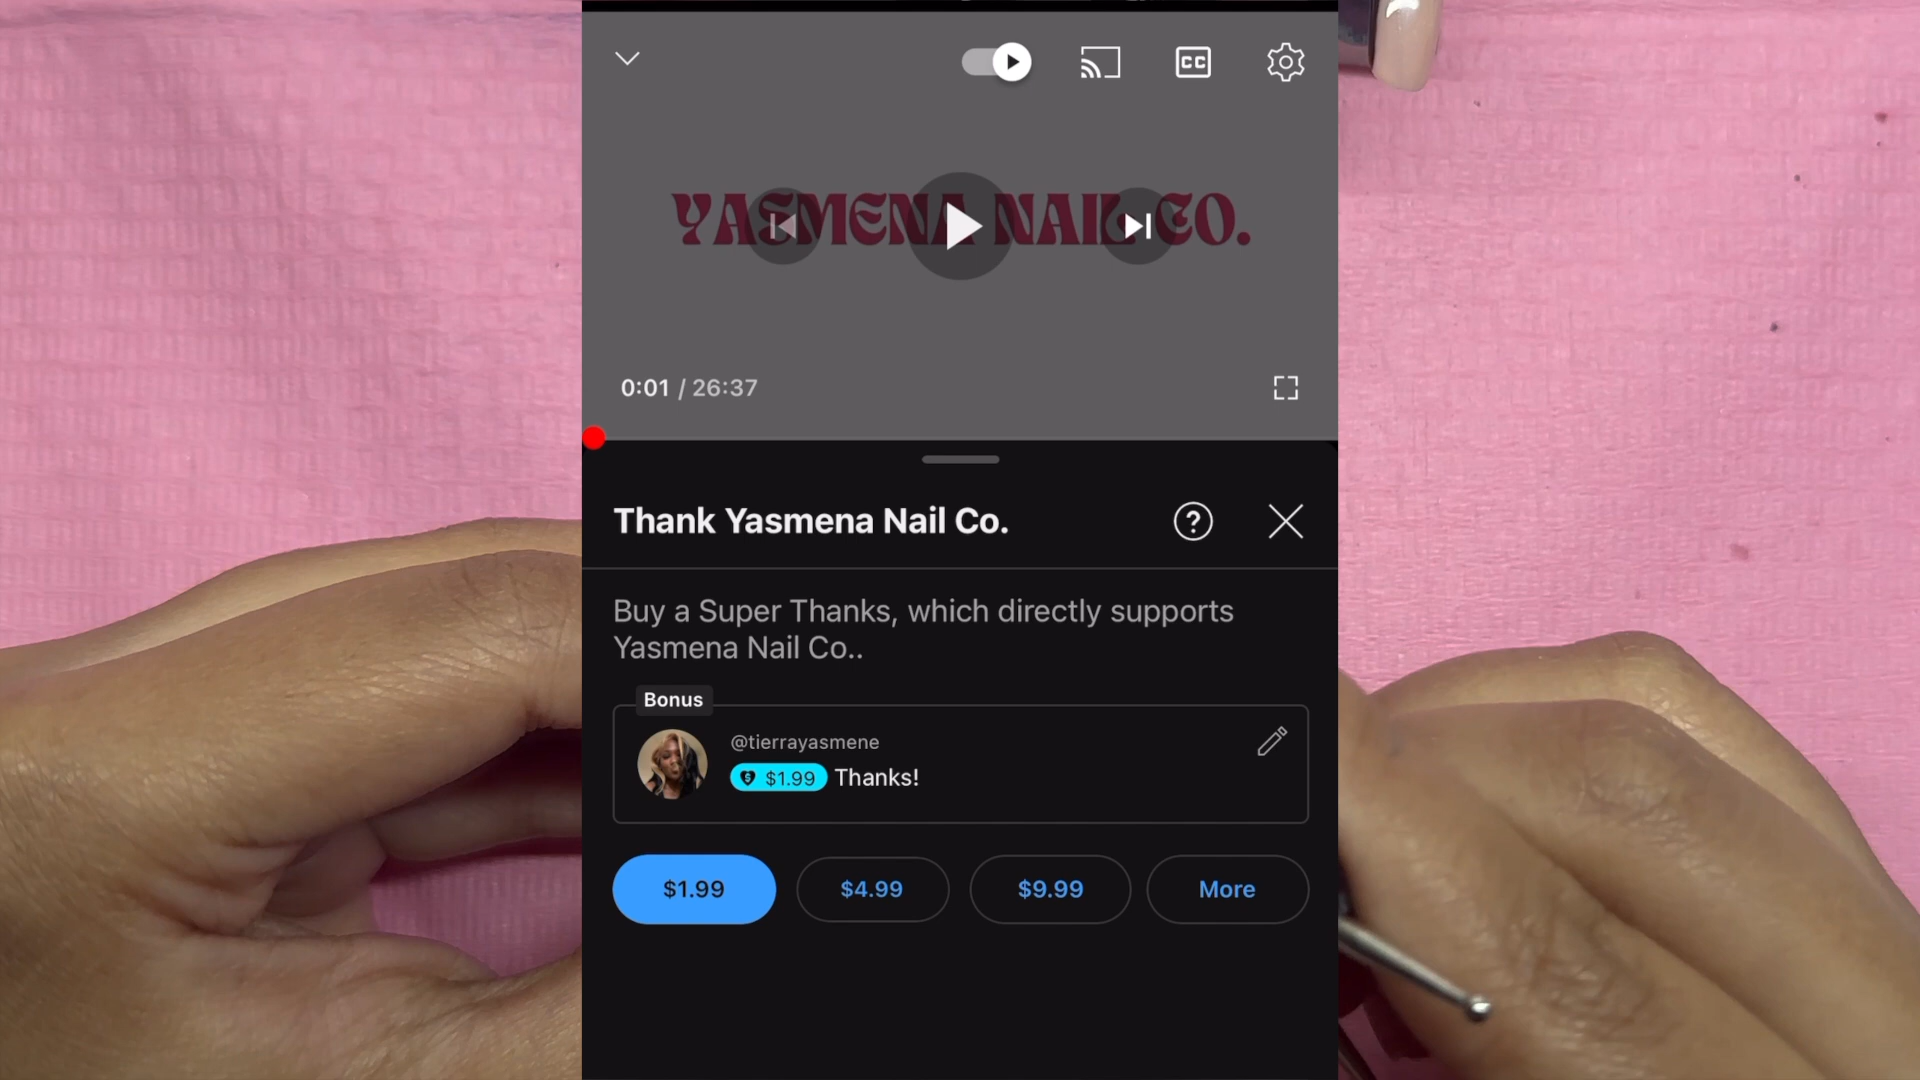 CC
YASMENA NAIL CO.
0:01 / 26:37
Thank Yasmena Nail Co.
?
Buy a Super Thanks, which directly supports
Yasmena Nail Co..
Bonus
@tierrayasmene
$1.99 Thanks!
$1.99 $4.99 $9.99 More